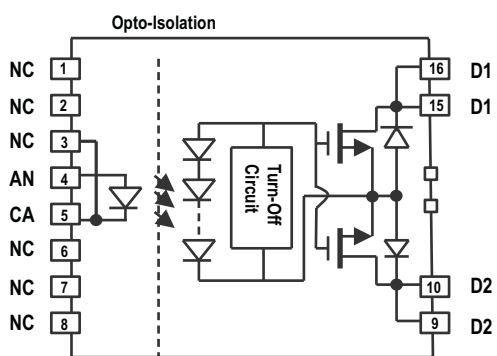 Opto-Isolation
NC 1
NC 2
NC 3
AN 4
CA 5
NC 6
NC 7
NC 8
Turn-Off
Circuit
16 D1
15 D1
10 D2
9 D2